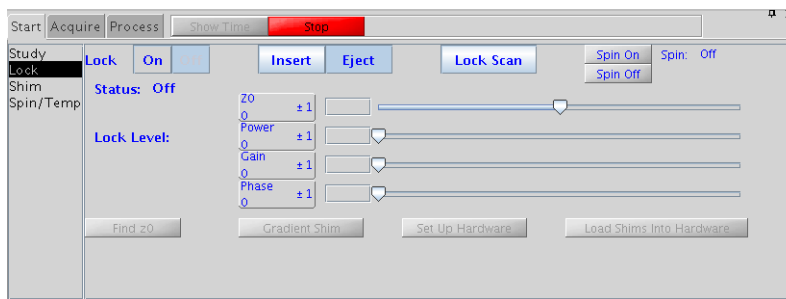 Start Acquire Process Show Time Stop
Study
Lock
Shim
Spin/Temp
Lock On Insert Eject Lock Scan Spin On Spin: Off
Spin Off
Status: Off
Z0
0 ±1
Lock Level:
Power
0 ±1
Gain
0 ±1
Phase
0 ±1
Find z0 Gradient Shim Set Up Hardware Load Shims Into Hardware